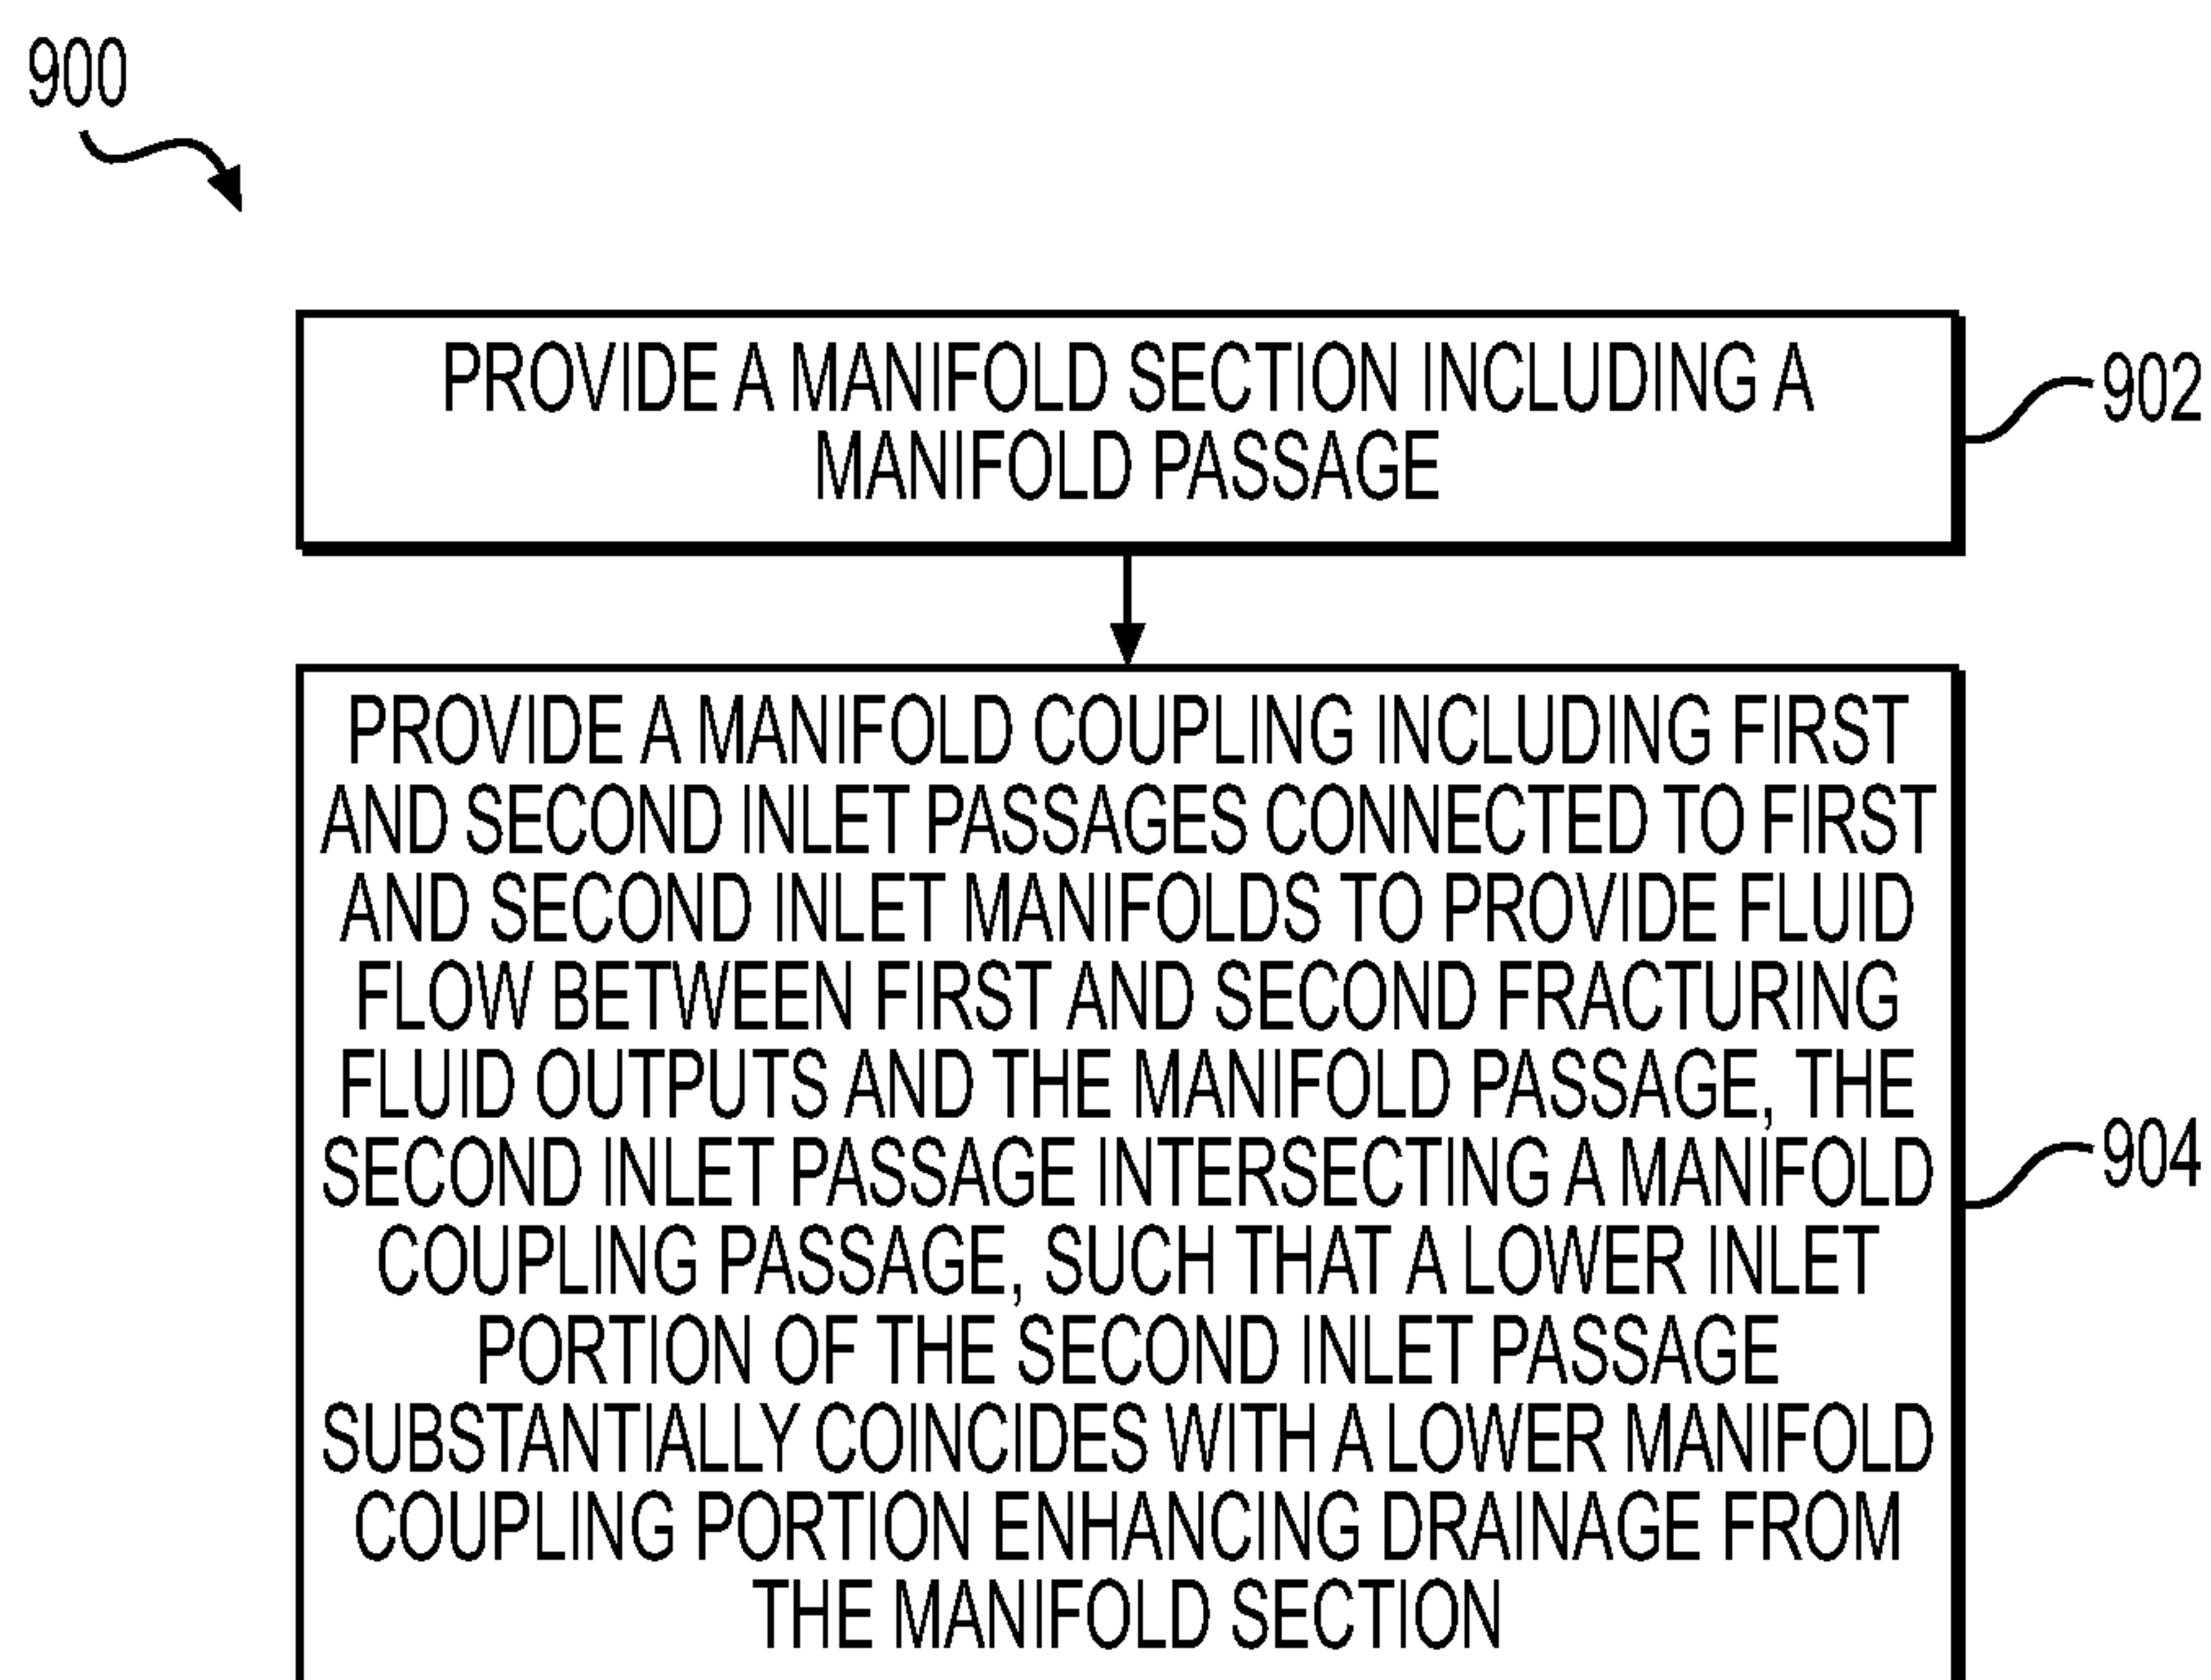 900
PROVIDE A MANIFOLD SECTION INCLUDING A
MANIFOLD PASSAGE
902
PROVIDE A MANIFOLD COUPLING INCLUDING FIRST
AND SECOND INLET PASSAGES CONNECTED TO FIRST
AND SECOND INLET MANIFOLDS TO PROVIDE FLUID
FLOW BETWEEN FIRST AND SECOND FRACTURING
FLUID OUTPUTS AND THE MANIFOLD PASSAGE, THE
SECOND INLET PASSAGE INTERSECTING A MANIFOLD
COUPLING PASSAGE, SUCH THAT A LOWER INLET
PORTION OF THE SECOND INLET PASSAGE
SUBSTANTIALLY COINCIDES WITH A LOWER MANIFOLD
COUPLING PORTION ENHANCING DRAINAGE FROM
THE MANIFOLD SECTION
904